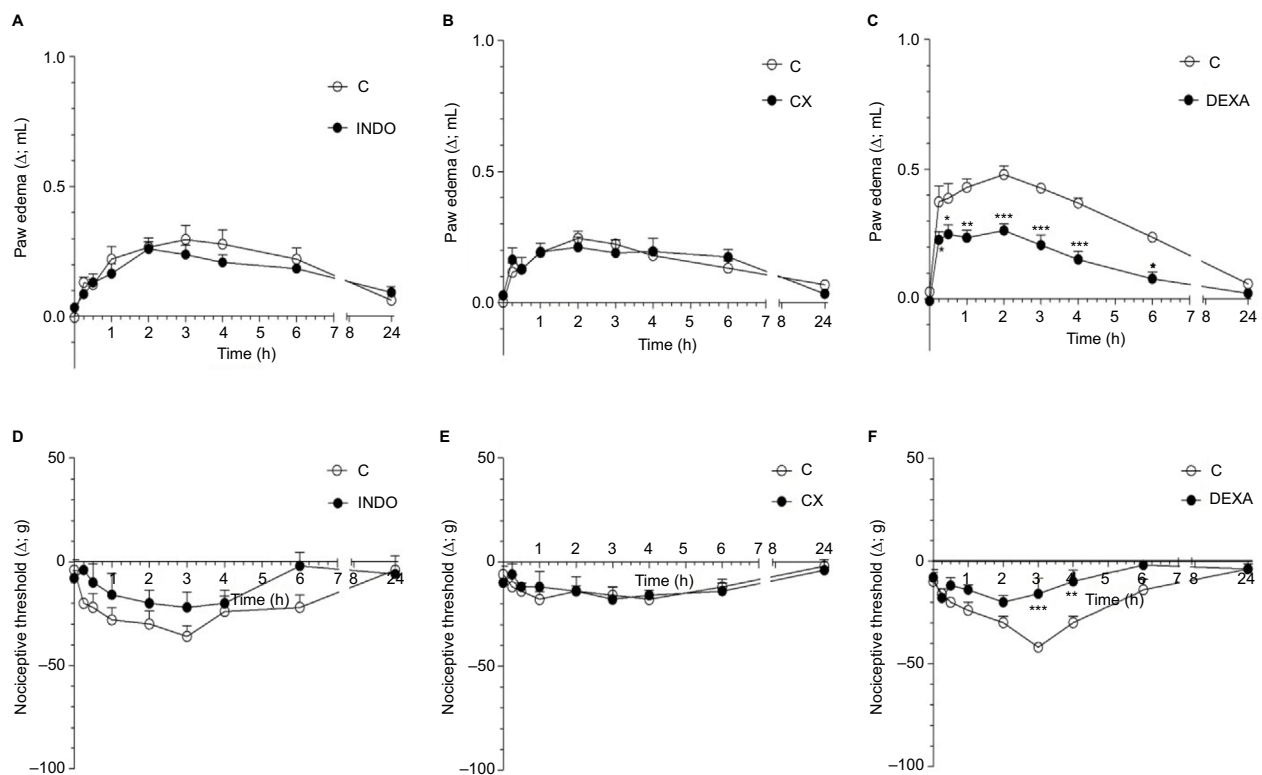 A
B
C
1.0
0.5
0.0
Paw edema (Δ; mL)
C
INDO
1 2 3 4 5 6 7 8 24
Time (h)
1.0
0.5
0.0
Paw edema (Δ; mL)
C
CX
1 2 3 4 5 6 7 8 24
Time (h)
1.0
0.5
0.0
Paw edema (Δ; mL)
C
DEXA
* * ** *** *** *** *
1 2 3 4 5 6 7 8 24
Time (h)
D
E
F
50
0
–50
–100
Nociceptive threshold (Δ; g)
C
INDO
1 2 3 4 5 6 7 8 24
Time (h)
50
0
–50
–100
Nociceptive threshold (Δ; g)
C
CX
1 2 3 4 5 6 7 8 24
Time (h)
50
0
–50
–100
Nociceptive threshold (Δ; g)
C
DEXA
1 2 3 4 5 6 7 8 24
*** **
Time (h)